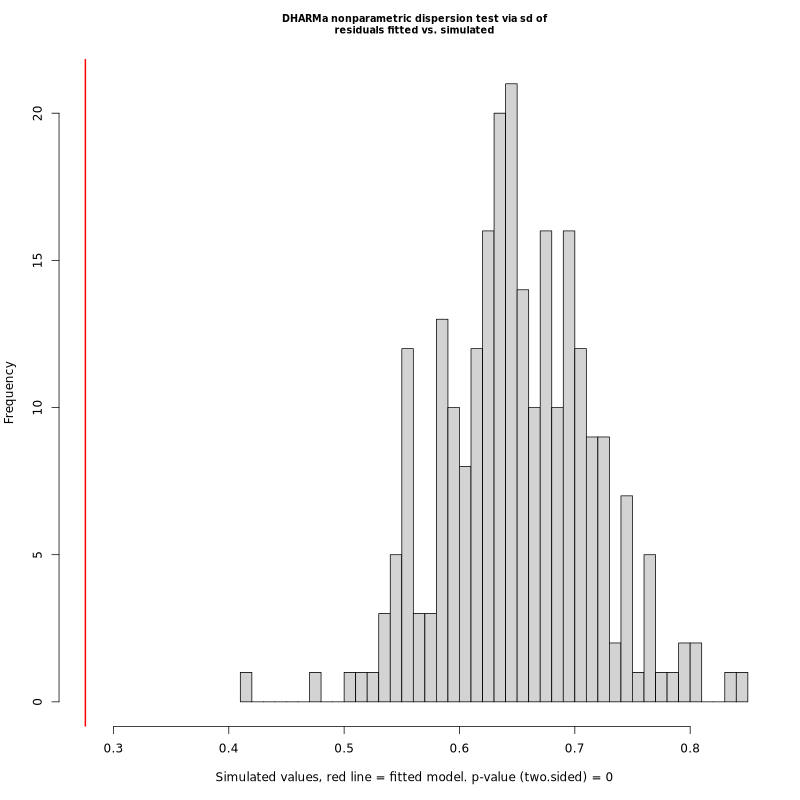 DHARMa nonparametric dispersion test via sd of
residuals fitted vs. simulated
Frequency
20
15
10
5
0
0.3 0.4 0.5 0.6 0.7 0.8
Simulated values, red line = fitted model. p-value (two.sided) = 0